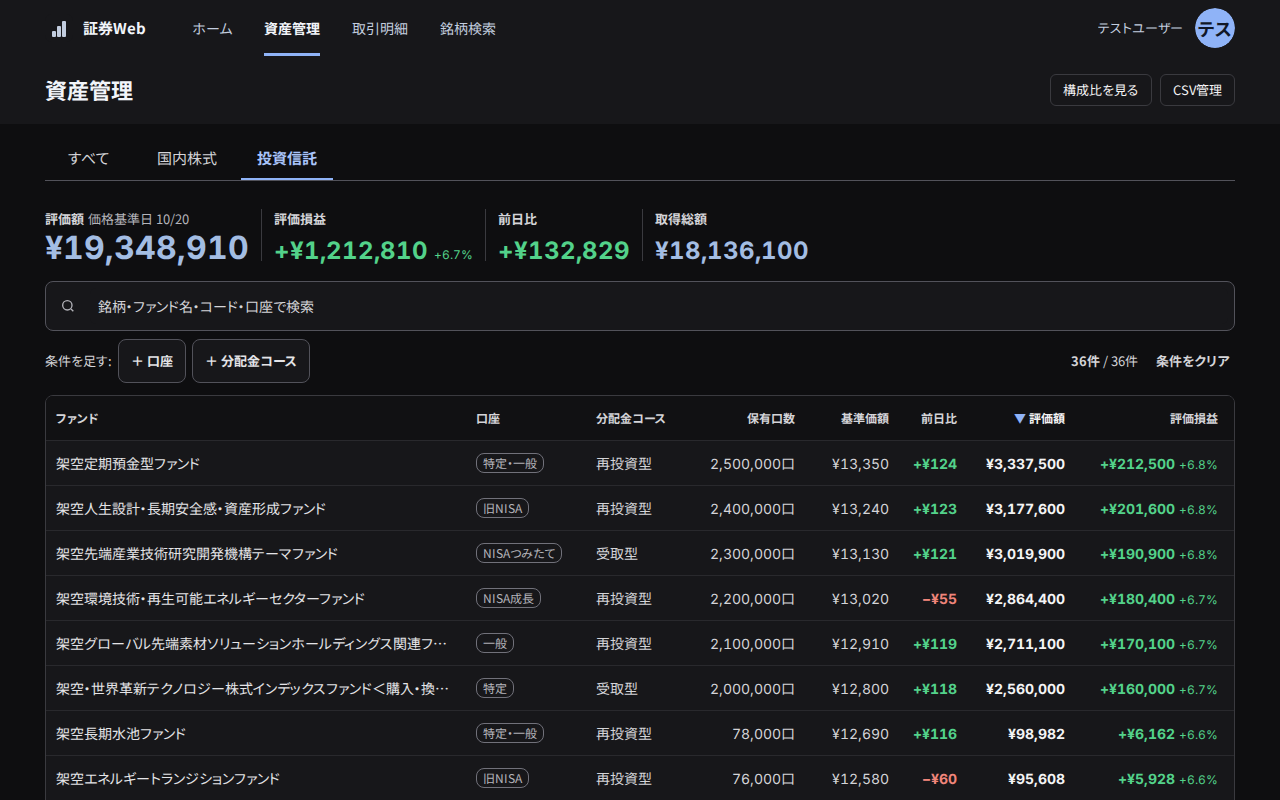 証券Web ホーム 資産管理 取引明細 銘柄検索 テストユーザー テス
資産管理 構成比を見る CSV管理
すべて 国内株式 投資信託
評価額 価格基準日 10/20 評価損益 前日比 取得総額
¥19,348,910 +¥1,212,810 +6.7% +¥132,829 ¥18,136,100
銘柄・ファンド名・コード・口座で検索
条件を足す: ＋ 口座 ＋ 分配金コース 36件 / 36件 条件をクリア
ファンド 口座 分配金コース 保有口数 基準価額 前日比 ▼ 評価額 評価損益
架空定期預金型ファンド 特定・一般 再投資型 2,500,000口 ¥13,350 +¥124 ¥3,337,500 +¥212,500 +6.8%
架空人生設計・長期安全感・資産形成ファンド 旧NISA 再投資型 2,400,000口 ¥13,240 +¥123 ¥3,177,600 +¥201,600 +6.8%
架空先端産業技術研究開発機構テーマファンド NISAつみたて 受取型 2,300,000口 ¥13,130 +¥121 ¥3,019,900 +¥190,900 +6.8%
架空環境技術・再生可能エネルギーセクターファンド NISA成長 再投資型 2,200,000口 ¥13,020 −¥55 ¥2,864,400 +¥180,400 +6.7%
架空グローバル先端素材ソリューションホールディングス関連フ… 一般 再投資型 2,100,000口 ¥12,910 +¥119 ¥2,711,100 +¥170,100 +6.7%
架空・世界革新テクノロジー株式インデックスファンド＜購入・換… 特定 受取型 2,000,000口 ¥12,800 +¥118 ¥2,560,000 +¥160,000 +6.7%
架空長期水池ファンド 特定・一般 再投資型 78,000口 ¥12,690 +¥116 ¥98,982 +¥6,162 +6.6%
架空エネルギートランジションファンド 旧NISA 再投資型 76,000口 ¥12,580 −¥60 ¥95,608 +¥5,928 +6.6%